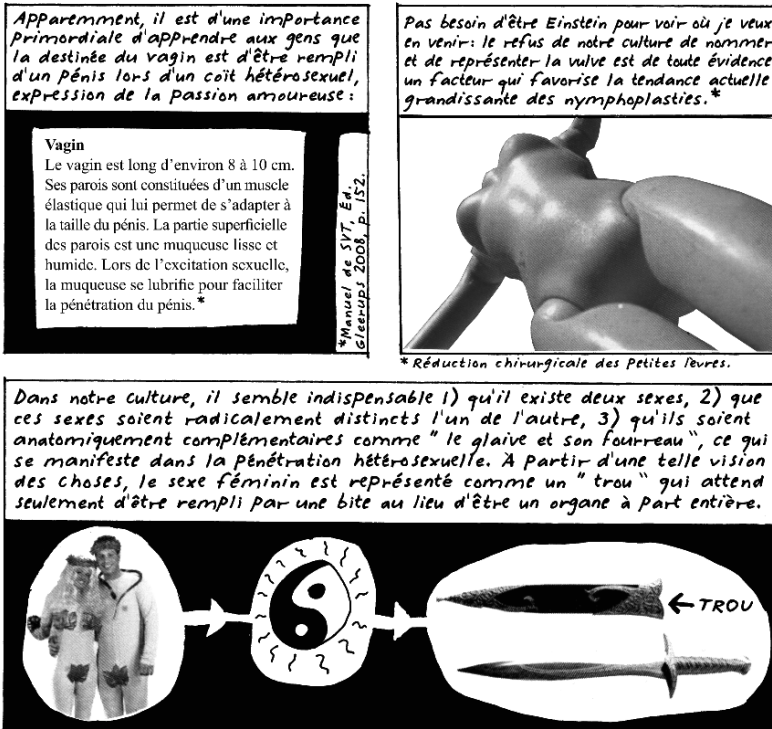 Apparemment, il est d'une importance
primordiale d'apprendre aux gens que
la destinée du vagin est d'être rempli
d'un pénis lors d'un coït hétérosexuel,
expression de la passion amoureuse :
Vagin
Le vagin est long d'environ 8 à 10 cm.
Ses parois sont constituées d'un muscle
élastique qui lui permet de s'adapter à
la taille du pénis. La partie superficielle
des parois est une muqueuse lisse et
humide. Lors de l'excitation sexuelle,
la muqueuse se lubrifie pour faciliter
la pénétration du pénis.*
*Manuel de SVT, Éd.
Gleerups 2008, p. 152.
Pas besoin d'être Einstein pour voir où je veux
en venir : le refus de notre culture de nommer
et de représenter la vulve est de toute évidence
un facteur qui favorise la tendance actuelle
grandissante des nymphoplasties.*
* Réduction chirurgicale des petites lèvres.
Dans notre culture, il semble indispensable 1) qu'il existe deux sexes, 2) que
ces sexes soient radicalement distincts l'un de l'autre, 3) qu'ils soient
anatomiquement complémentaires comme "le glaive et son fourreau", ce qui
se manifeste dans la pénétration hétérosexuelle. À partir d'une telle vision
des choses, le sexe féminin est représenté comme un "trou" qui attend
seulement d'être rempli par une bite au lieu d'être un organe à part entière.
← TROU